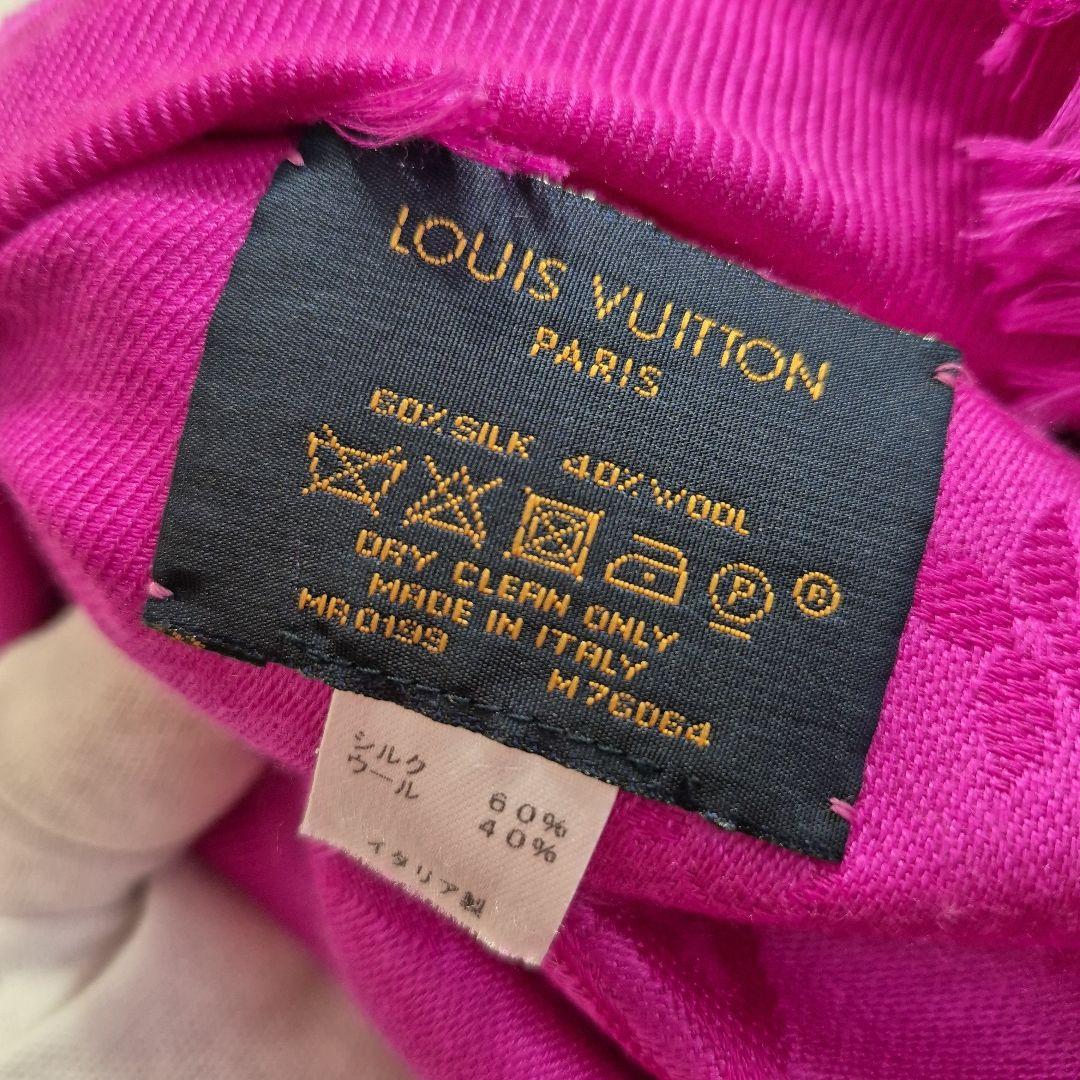 LOUIS VUITTON
PARIS
60% SILK 40% WOOL
P ®
DRY CLEAN ONLY
MADE IN ITALY
MR0199 M76064
シルク 60%
ウール 40%
イタリア製